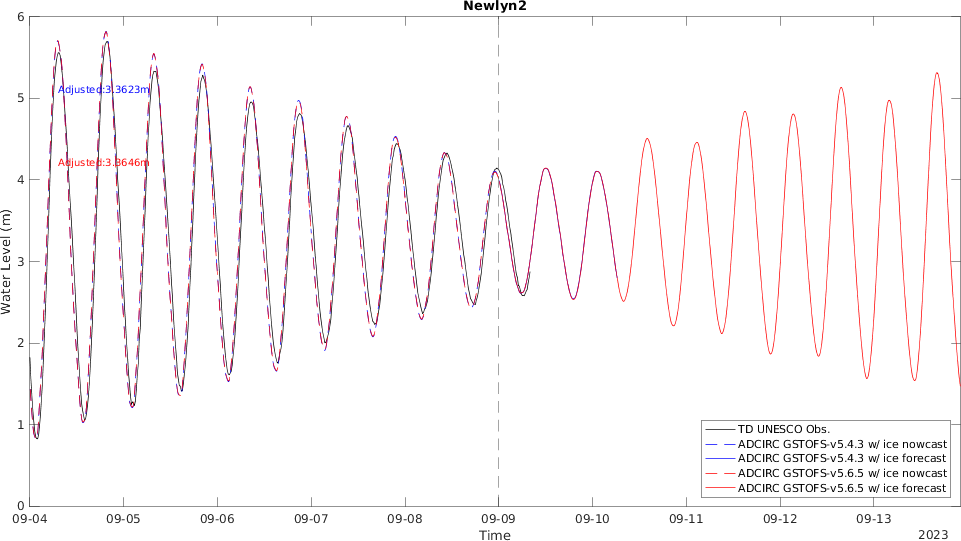 Newlyn2
6
5
4
3
2
1
0
Water Level (m)
Adjusted:3.3623m
Adjusted:3.3646m
TD UNESCO Obs.
ADCIRC GSTOFS-v5.4.3 w/ ice nowcast
ADCIRC GSTOFS-v5.4.3 w/ ice forecast
ADCIRC GSTOFS-v5.6.5 w/ ice nowcast
ADCIRC GSTOFS-v5.6.5 w/ ice forecast
09-04 09-05 09-06 09-07 09-08 09-09 09-10 09-11 09-12 09-13
Time
2023